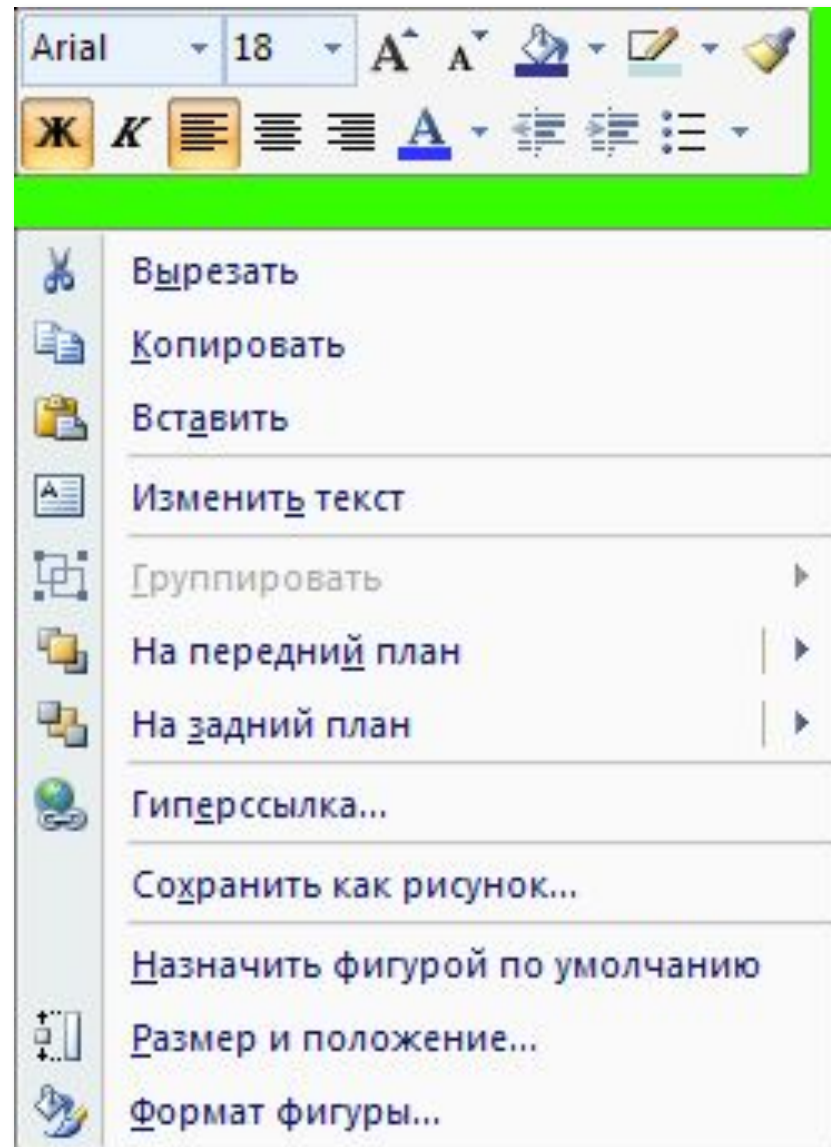 Arial 18 A A
Ж К A
Вырезать
Копировать
Вставить
Изменить текст
Группировать
На передний план
На задний план
Гиперссылка...
Сохранить как рисунок...
Назначить фигурой по умолчанию
Размер и положение...
Формат фигуры...